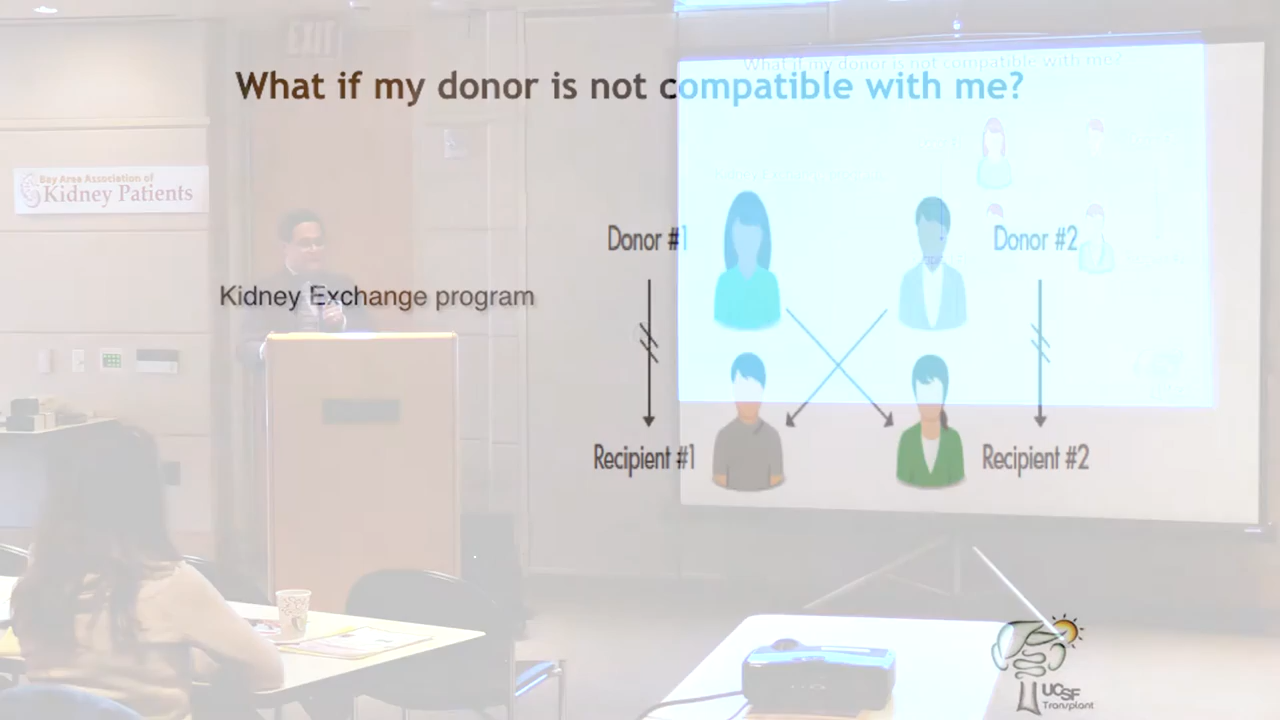 EXIT
What if my donor is not compatible with me?
What if my donor is not compatible with me?
Bay Area Association of
Kidney Patients
Donor #1
Donor #2
Kidney Exchange program
Recipient #1
Recipient #2
UCSF
Transplant